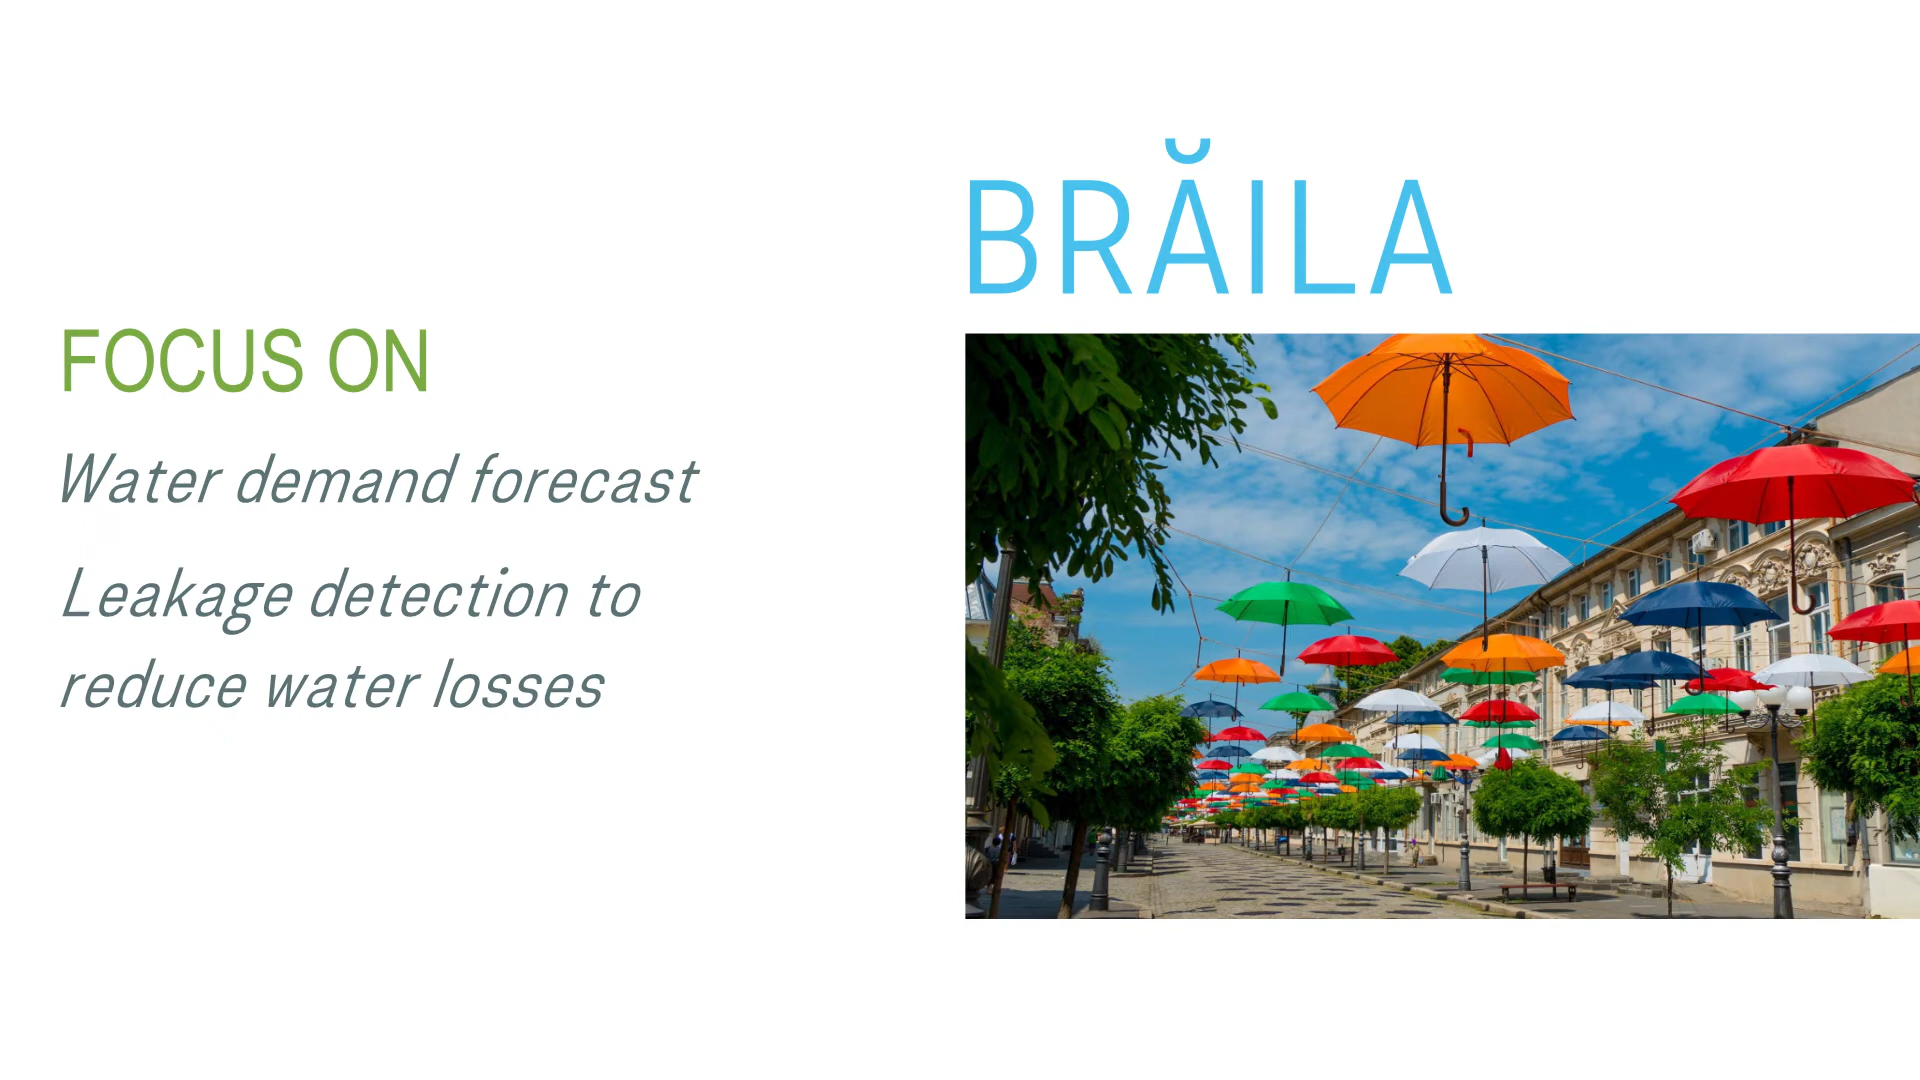 BRĂILA
FOCUS ON
Water demand forecast
Leakage detection to
reduce water losses